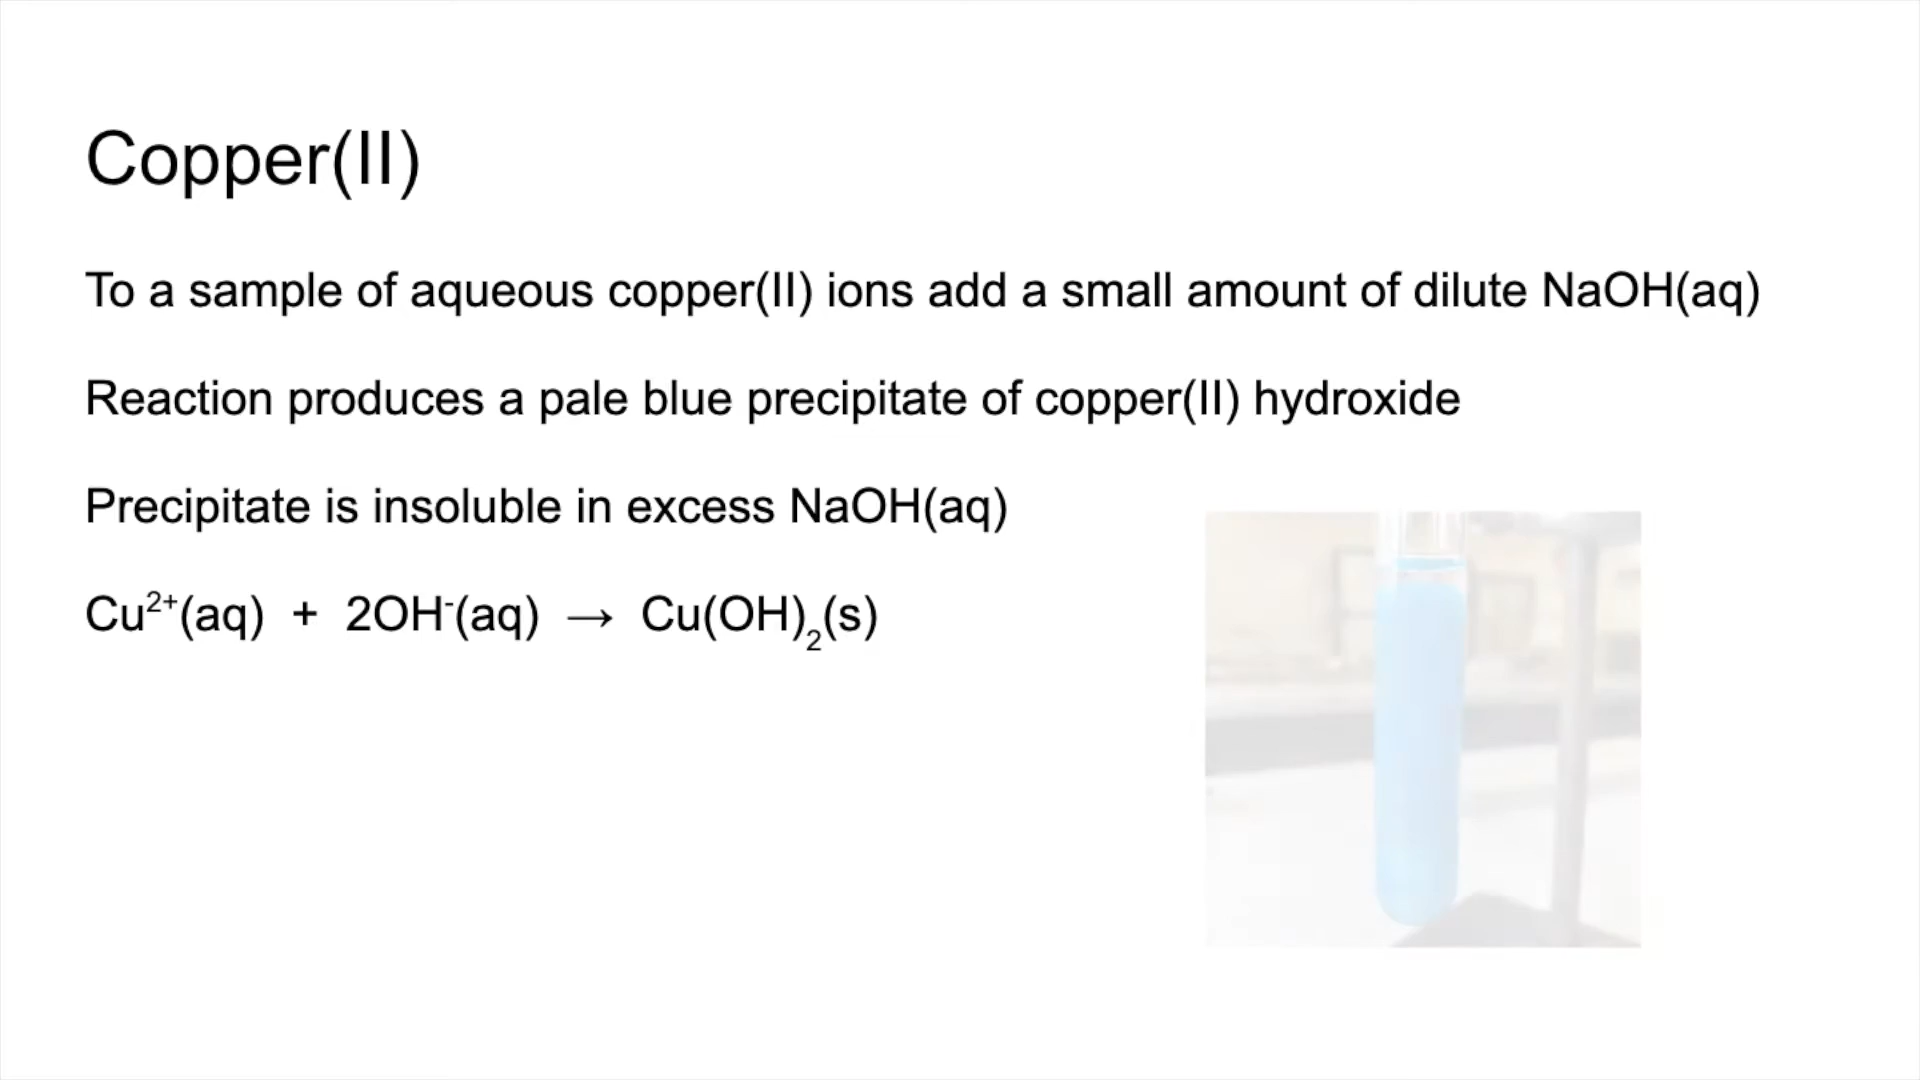 Copper(II)
To a sample of aqueous copper(II) ions add a small amount of dilute NaOH(aq)
Reaction produces a pale blue precipitate of copper(II) hydroxide
Precipitate is insoluble in excess NaOH(aq)
Cu²⁺(aq) + 2OH⁻(aq) → Cu(OH)₂(s)